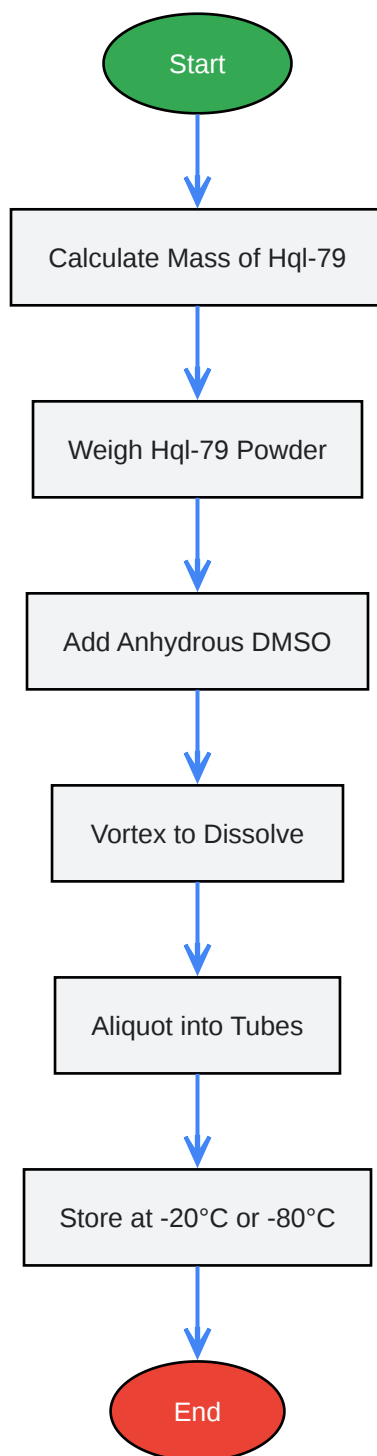 Start
Calculate Mass of Hql-79
Weigh Hql-79 Powder
Add Anhydrous DMSO
Vortex to Dissolve
Aliquot into Tubes
Store at -20°C or -80°C
End